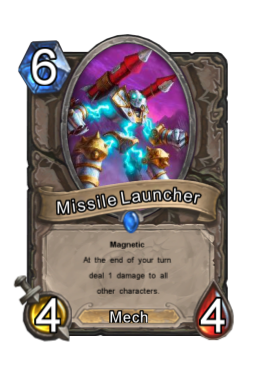 6
Missile Launcher
Magnetic
At the end of your turn
deal 1 damage to all
other characters.
4
Mech
4